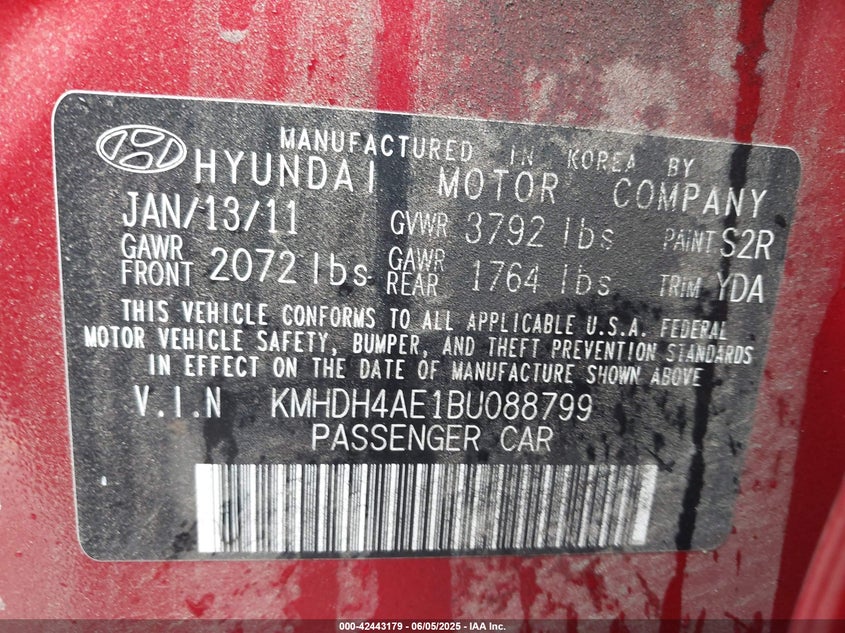 MANUFACTURED IN KOREA BY
HYUNDAI MOTOR COMPANY
JAN/13/11 GVWR 3792 lbs PAINT S2R
GAWR FRONT 2072 lbs GAWR REAR 1764 lbs TRIM YDA
THIS VEHICLE CONFORMS TO ALL APPLICABLE U.S.A. FEDERAL
MOTOR VEHICLE SAFETY, BUMPER, AND THEFT PREVENTION STANDARDS
IN EFFECT ON THE DATE OF MANUFACTURE SHOWN ABOVE
V.I.N KMHDH4AE1BU088799
PASSENGER CAR
000-42443179 - 06/05/2025 - IAA Inc.